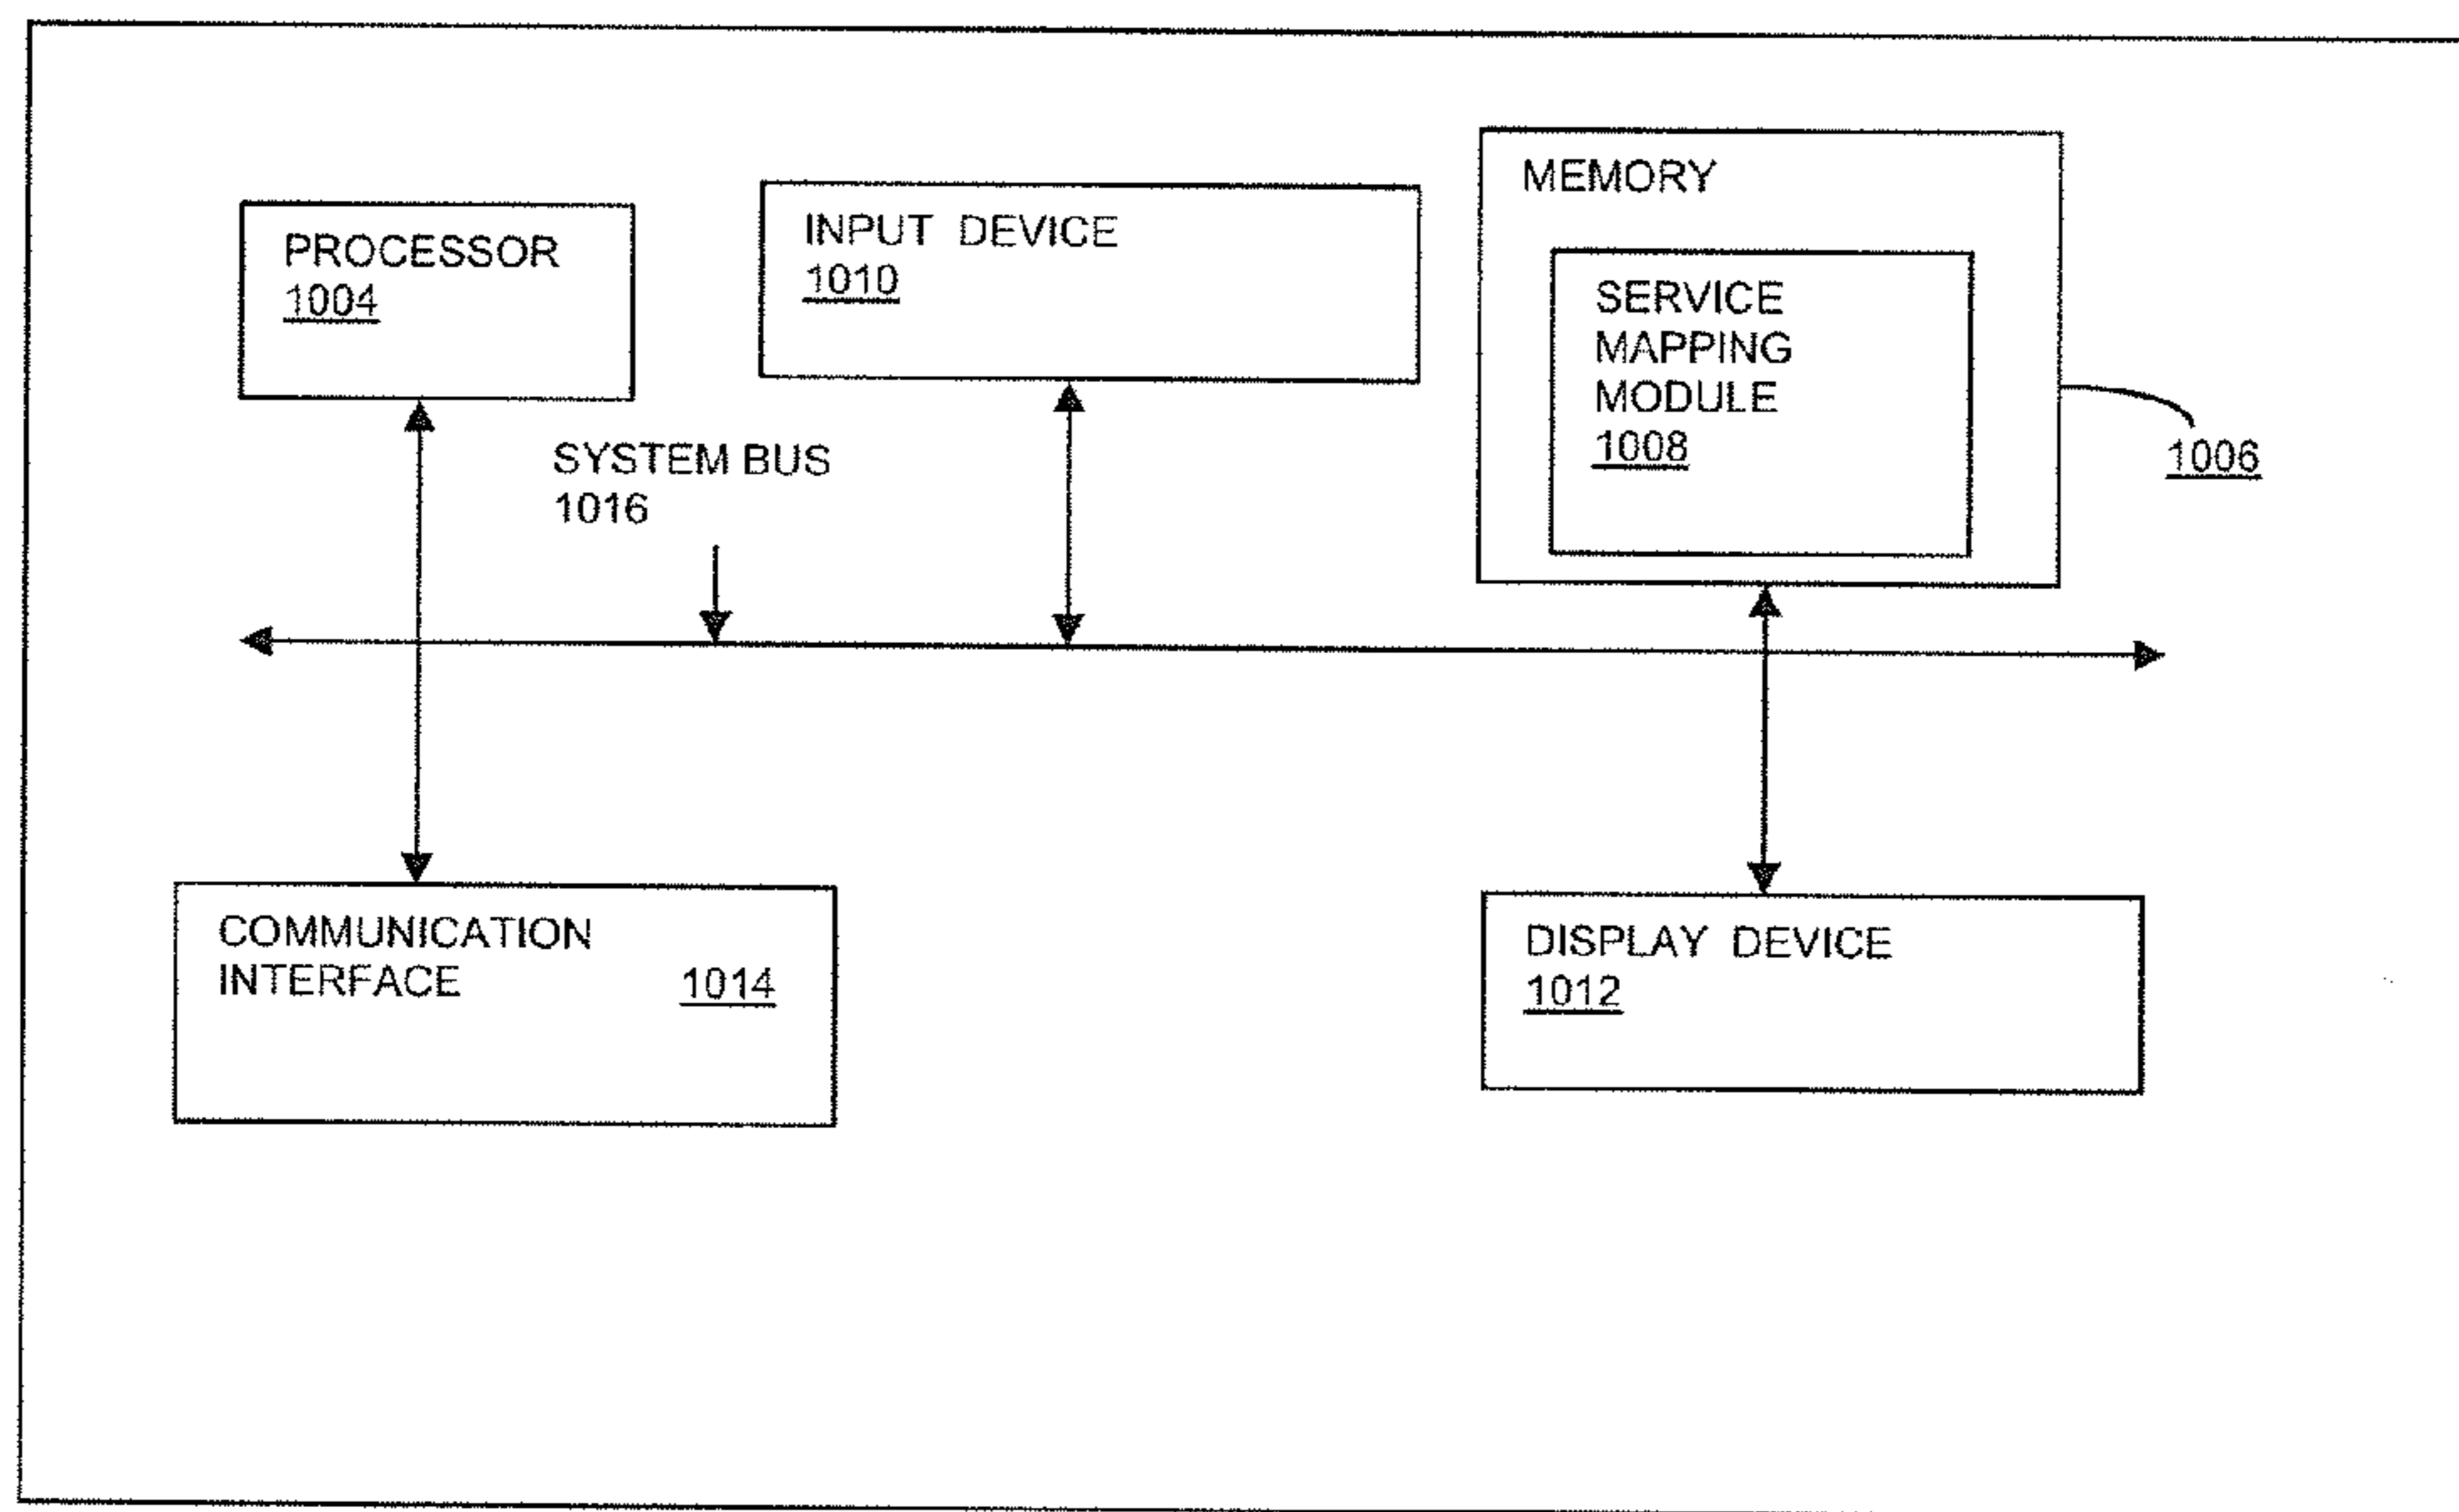 PROCESSOR
1004
INPUT DEVICE
1010
MEMORY
SERVICE
MAPPING
MODULE
1008
1006
SYSTEM BUS
1016
COMMUNICATION
INTERFACE 1014
DISPLAY DEVICE
1012